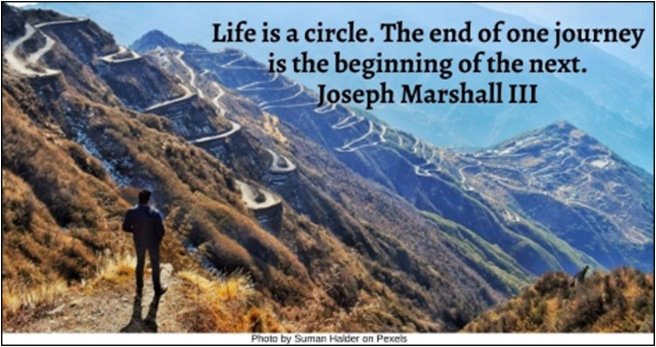 Life is a circle. The end of one journey
is the beginning of the next.
Joseph Marshall III
Photo by Suman Halder on Pexels